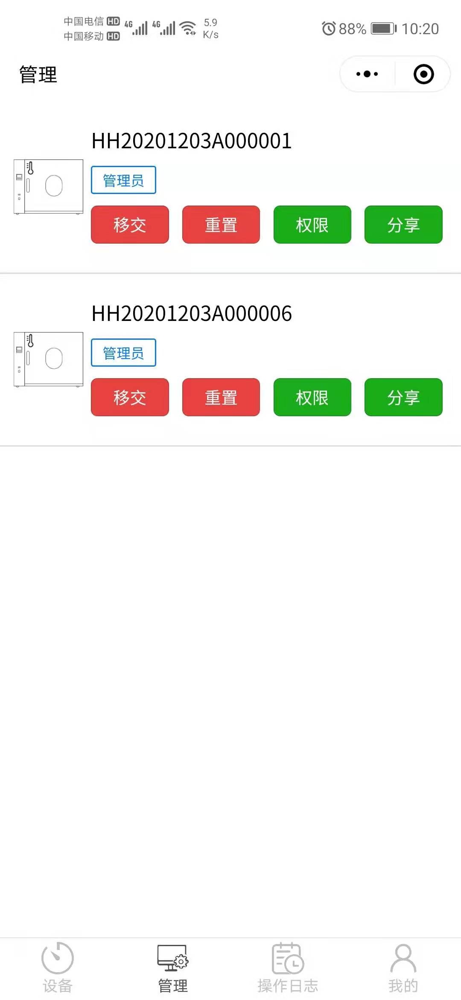 中国电信 HD 4G 4G 5.9 K/s 88% 10:20
中国移动 HD
管理
HH20201203A000001
管理员
移交 重置 权限 分享
HH20201203A000006
管理员
移交 重置 权限 分享
设备 管理 操作日志 我的